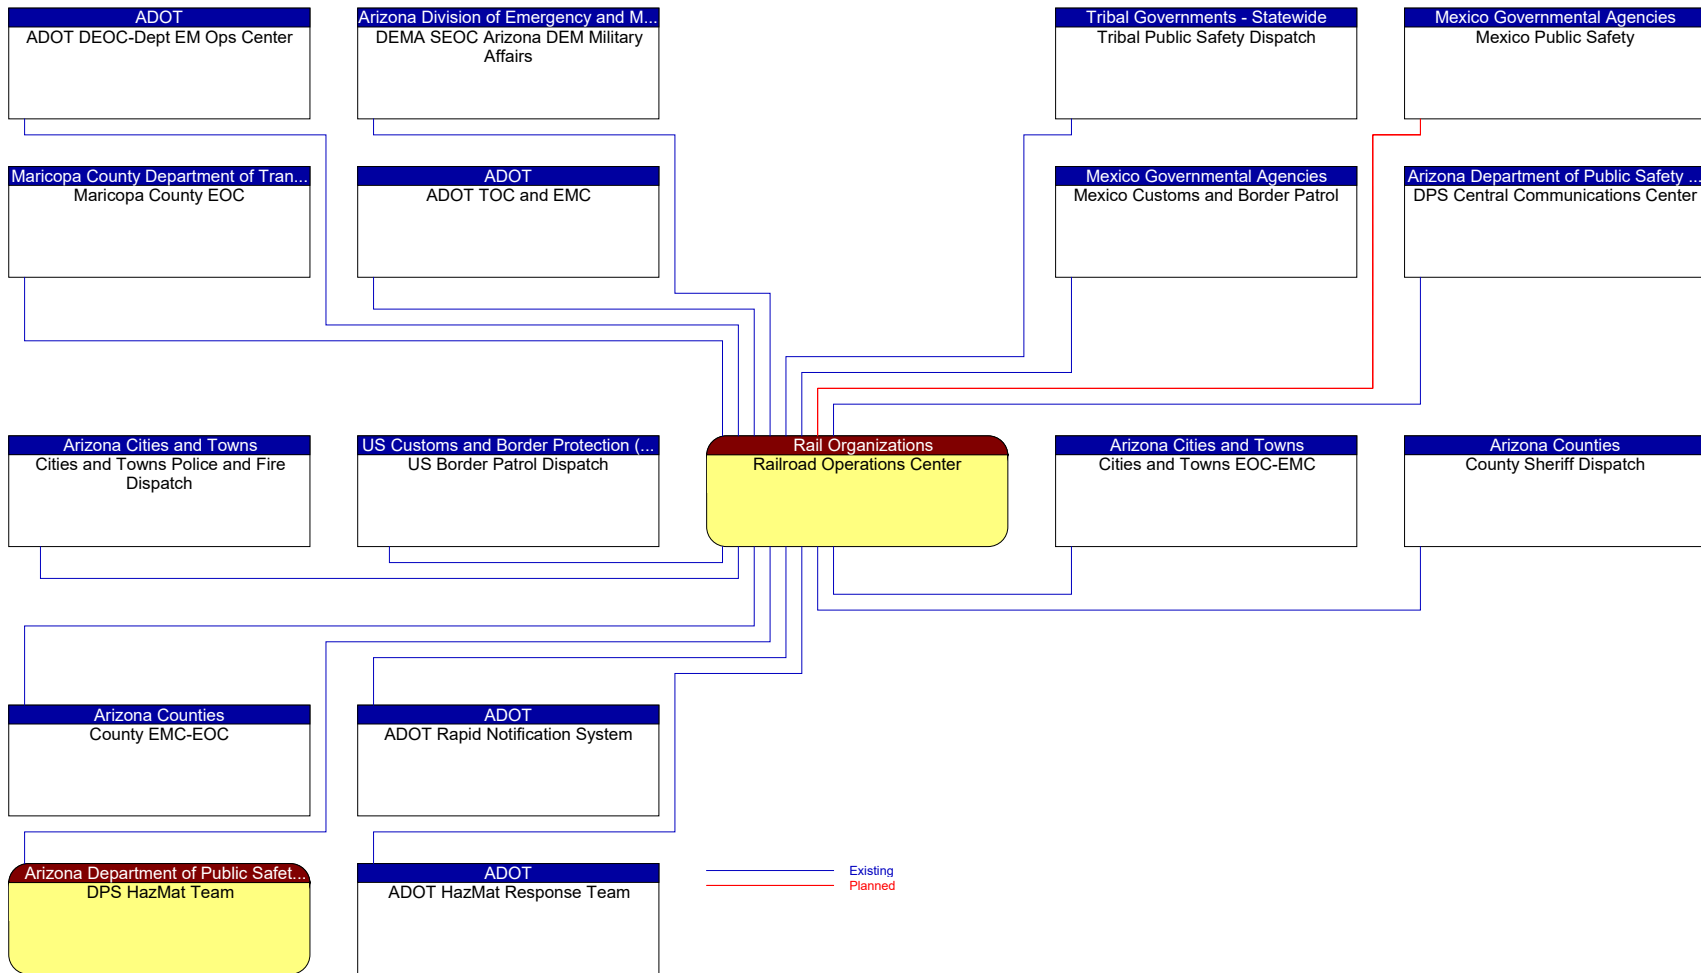 ADOT
ADOT DEOC-Dept EM Ops Center
Arizona Division of Emergency and M...
DEMA SEOC Arizona DEM Military
Affairs
Tribal Governments - Statewide
Tribal Public Safety Dispatch
Mexico Governmental Agencies
Mexico Public Safety
Maricopa County Department of Tran...
Maricopa County EOC
ADOT
ADOT TOC and EMC
Mexico Governmental Agencies
Mexico Customs and Border Patrol
Arizona Department of Public Safety ...
DPS Central Communications Center
Arizona Cities and Towns
Cities and Towns Police and Fire
Dispatch
US Customs and Border Protection (...
US Border Patrol Dispatch
Rail Organizations
Railroad Operations Center
Arizona Cities and Towns
Cities and Towns EOC-EMC
Arizona Counties
County Sheriff Dispatch
Arizona Counties
County EMC-EOC
ADOT
ADOT Rapid Notification System
Arizona Department of Public Safet...
DPS HazMat Team
ADOT
ADOT HazMat Response Team
Existing
Planned